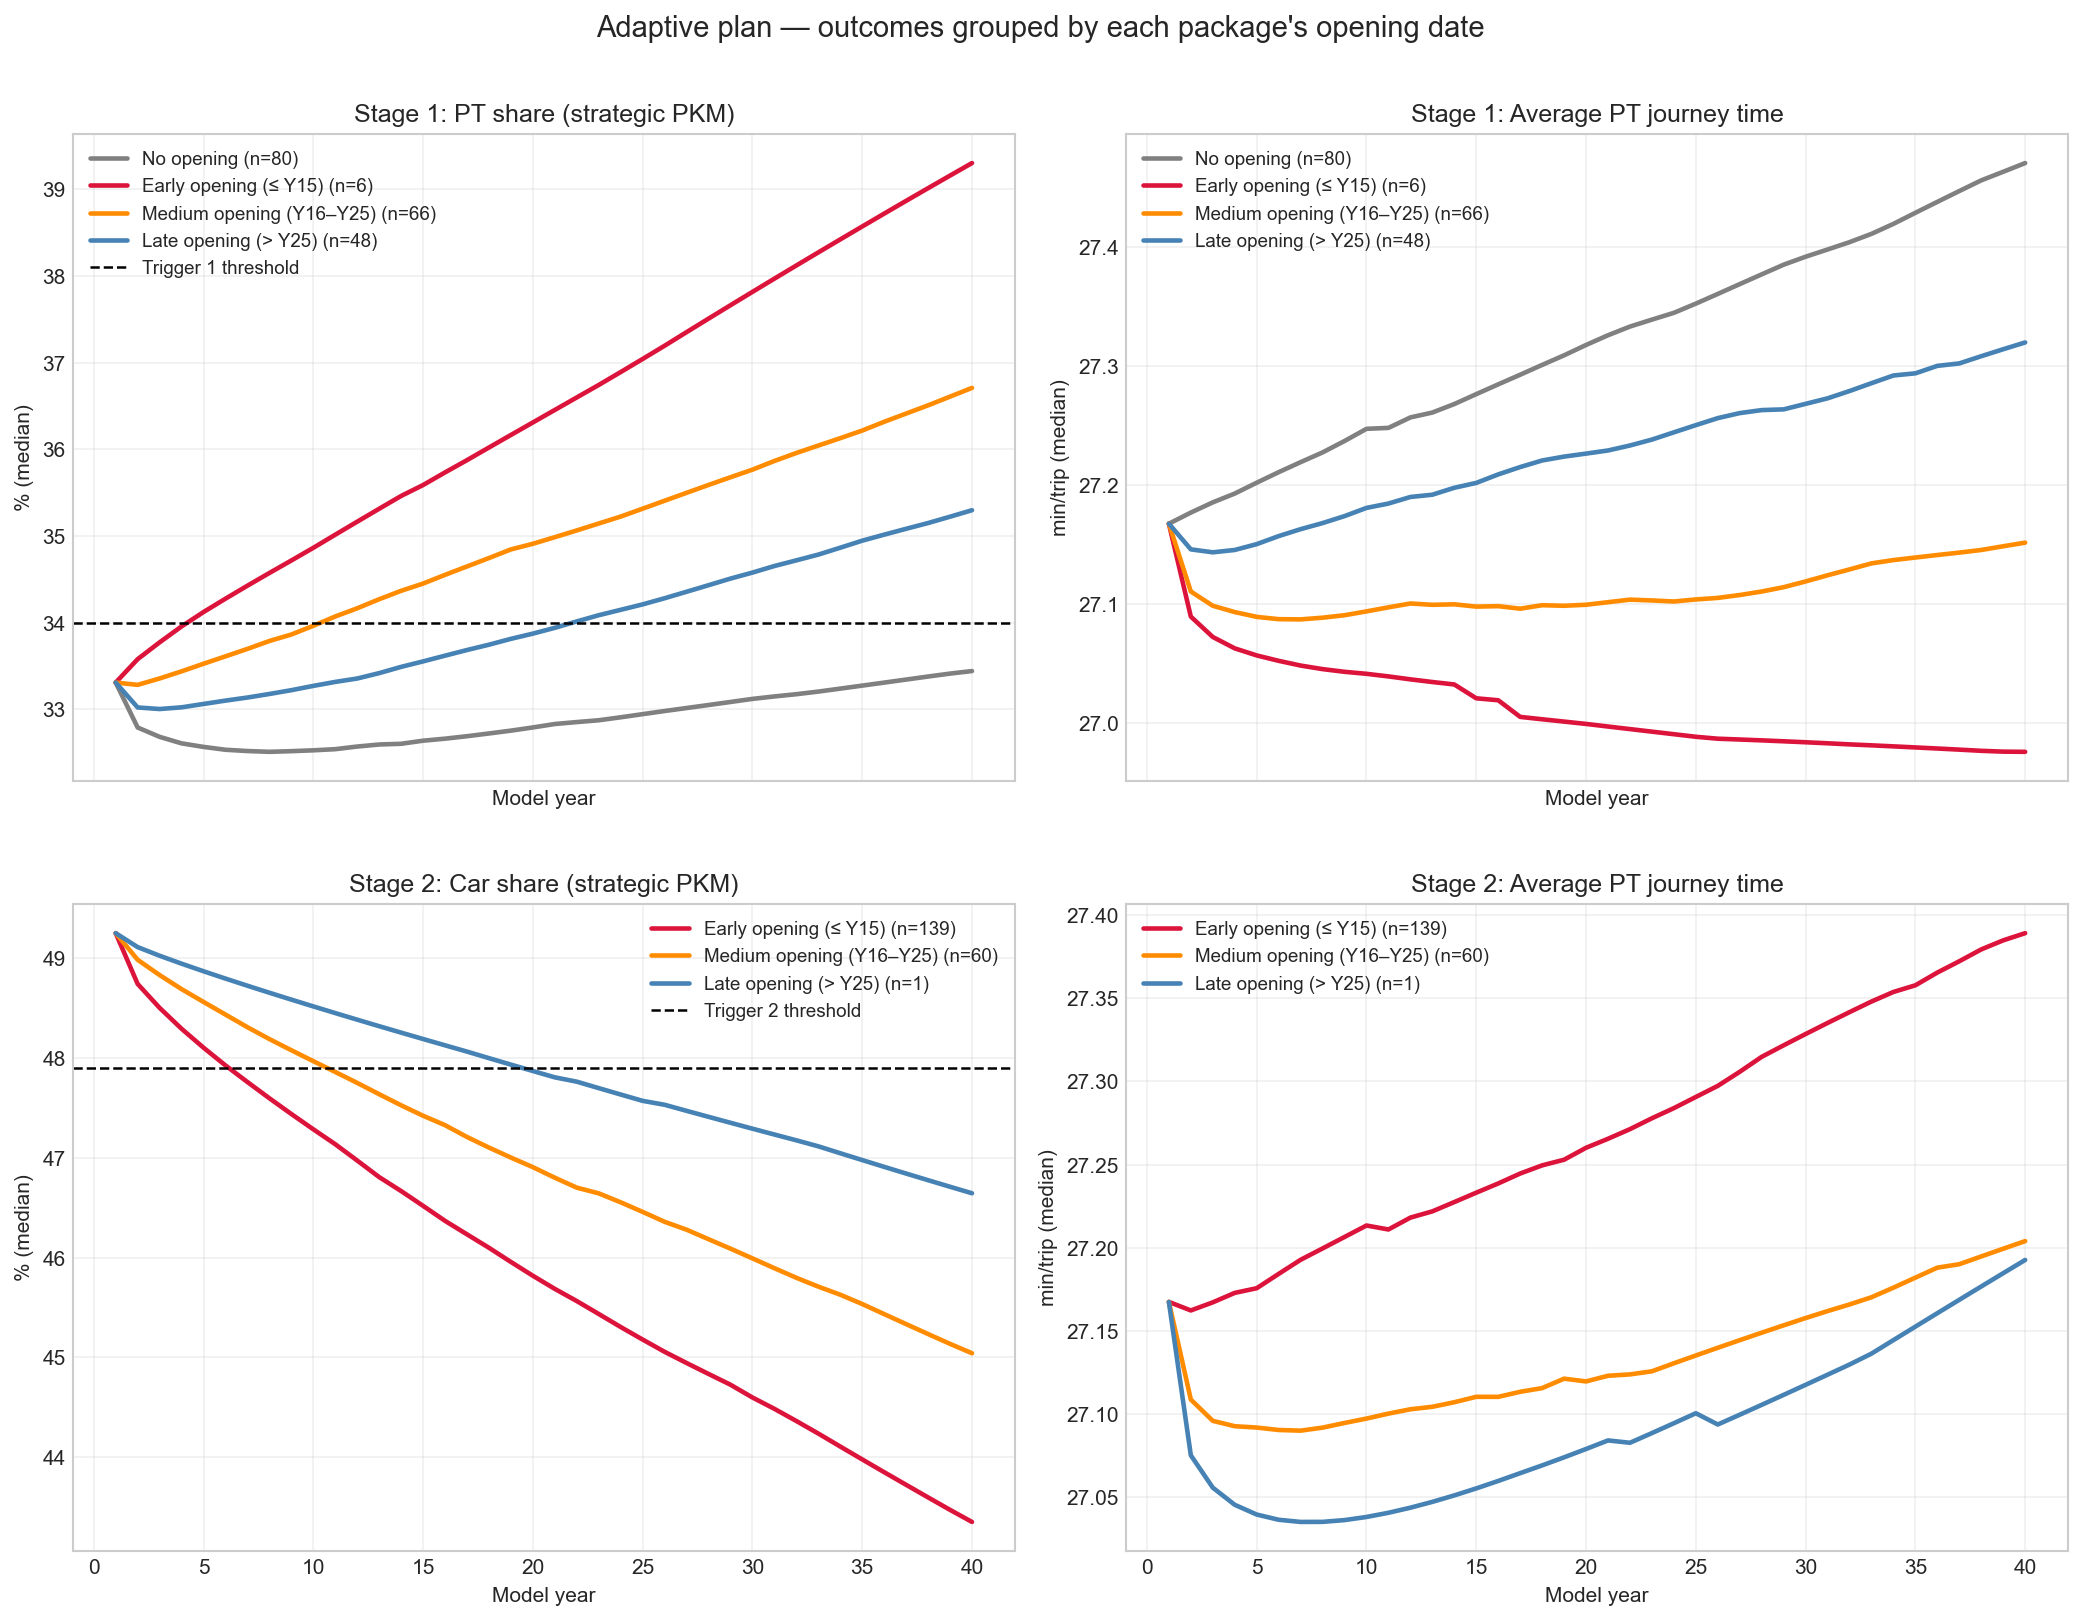 Adaptive plan — outcomes grouped by each package's opening date
Stage 1: PT share (strategic PKM)
No opening (n=80)
Early opening (≤ Y15) (n=6)
Medium opening (Y16–Y25) (n=66)
Late opening (> Y25) (n=48)
Trigger 1 threshold
39
38
37
36
35
34
33
% (median)
Model year
Stage 1: Average PT journey time
No opening (n=80)
Early opening (≤ Y15) (n=6)
Medium opening (Y16–Y25) (n=66)
Late opening (> Y25) (n=48)
27.4
27.3
27.2
27.1
27.0
min/trip (median)
Model year
Stage 2: Car share (strategic PKM)
Early opening (≤ Y15) (n=139)
Medium opening (Y16–Y25) (n=60)
Late opening (> Y25) (n=1)
Trigger 2 threshold
49
48
47
46
45
44
% (median)
0 5 10 15 20 25 30 35 40
Model year
Stage 2: Average PT journey time
Early opening (≤ Y15) (n=139)
Medium opening (Y16–Y25) (n=60)
Late opening (> Y25) (n=1)
27.40
27.35
27.30
27.25
27.20
27.15
27.10
27.05
min/trip (median)
0 5 10 15 20 25 30 35 40
Model year